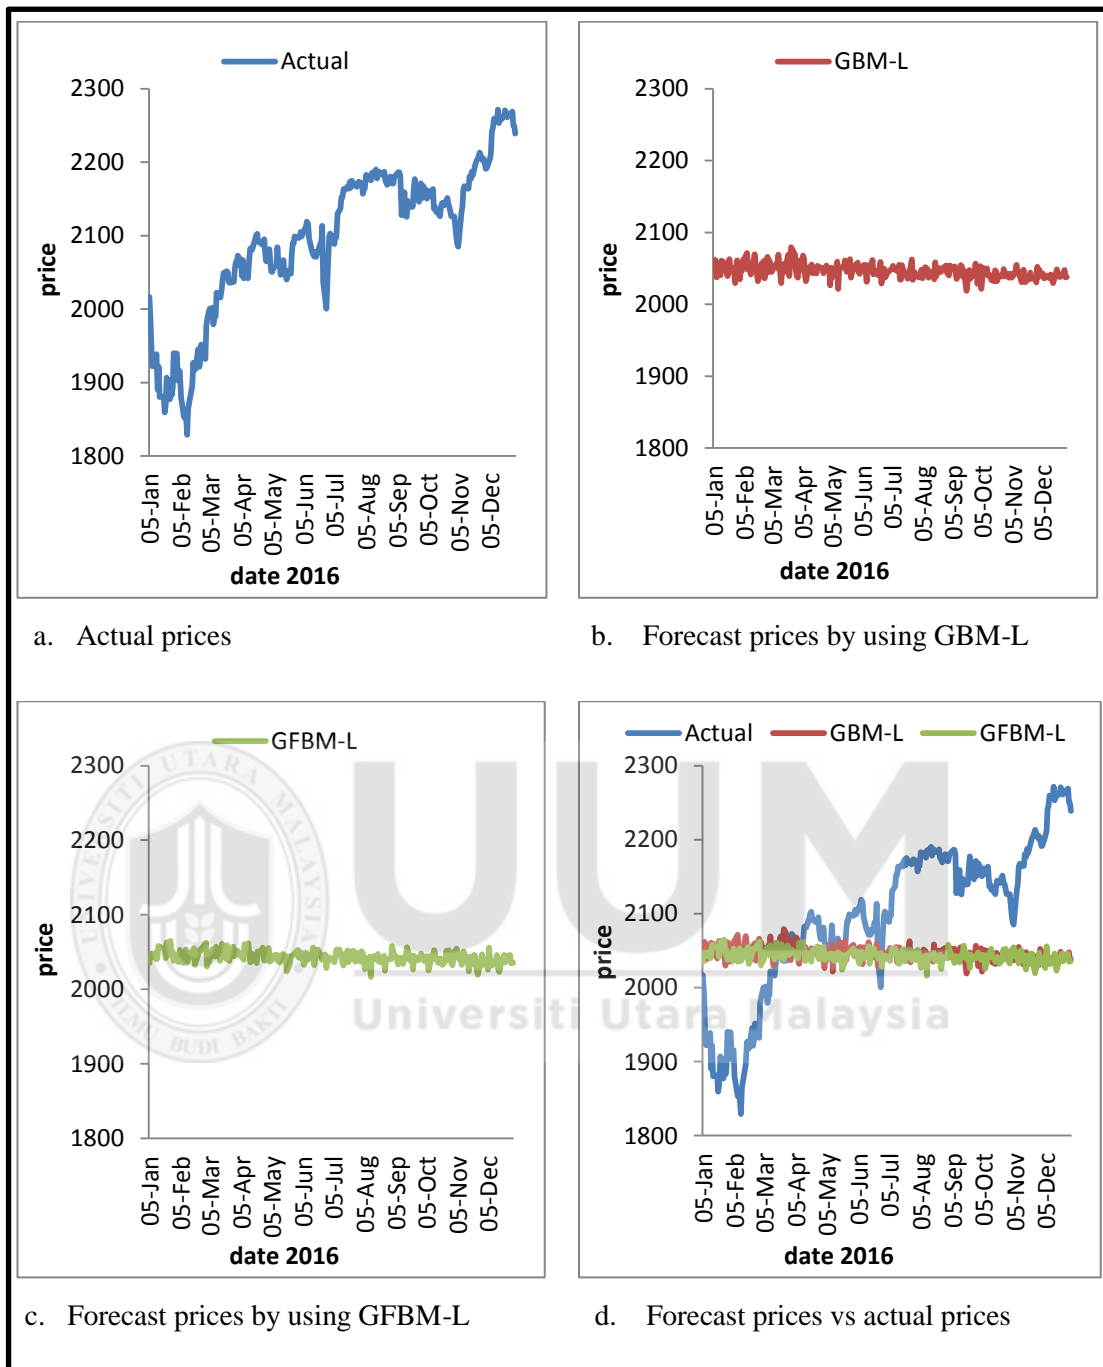 Actual
2300
2200
2100
2000
1900
1800
price
05-Jan
05-Feb
05-Mar
05-Apr
05-May
05-Jun
05-Jul
05-Aug
05-Sep
05-Oct
05-Nov
05-Dec
date 2016
a. Actual prices
GBM-L
2300
2200
2100
2000
1900
1800
price
05-Jan
05-Feb
05-Mar
05-Apr
05-May
05-Jun
05-Jul
05-Aug
05-Sep
05-Oct
05-Nov
05-Dec
date 2016
b. Forecast prices by using GBM-L
GFBM-L
2300
2200
2100
2000
1900
1800
price
05-Jan
05-Feb
05-Mar
05-Apr
05-May
05-Jun
05-Jul
05-Aug
05-Sep
05-Oct
05-Nov
05-Dec
date 2016
c. Forecast prices by using GFBM-L
Actual GBM-L GFBM-L
2300
2200
2100
2000
1900
1800
price
05-Jan
05-Feb
05-Mar
05-Apr
05-May
05-Jun
05-Jul
05-Aug
05-Sep
05-Oct
05-Nov
05-Dec
date 2016
d. Forecast prices vs actual prices
UNIVERSITI UTARA MALAYSIA
ILMU BUDI BAKTI
UUM
Universiti Utara Malaysia